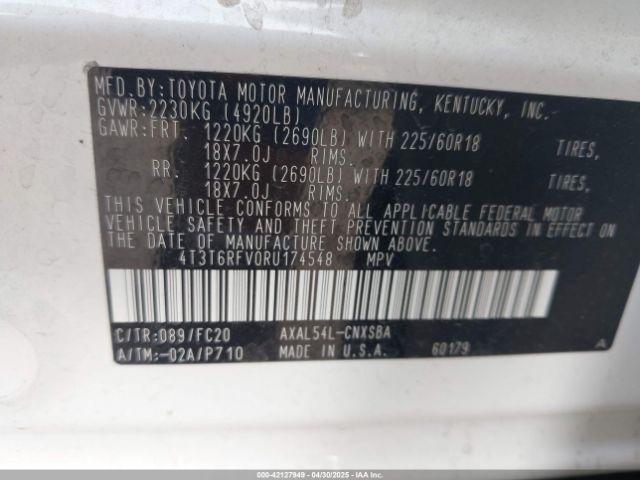 MFD.BY:TOYOTA MOTOR MANUFACTURING, KENTUCKY, INC.
GVWR:2230KG (4920LB)
GAWR:FRT. 1220KG (2690LB) WITH 225/60R18 TIRES,
18X7.0J RIMS.
RR. 1220KG (2690LB) WITH 225/60R18 TIRES,
18X7.0J RIMS.
THIS VEHICLE CONFORMS TO ALL APPLICABLE FEDERAL MOTOR
VEHICLE SAFETY AND THEFT PREVENTION STANDARDS IN EFFECT ON
THE DATE OF MANUFACTURE SHOWN ABOVE.
4T3T6RFV0RU174548 MPV
C/TR:089/FC20 AXAL54L-CNXSBA
A/TM:-02A/P710 MADE IN U.S.A. 60179 A
000-42127949 - 04/30/2025 - IAAI.CA